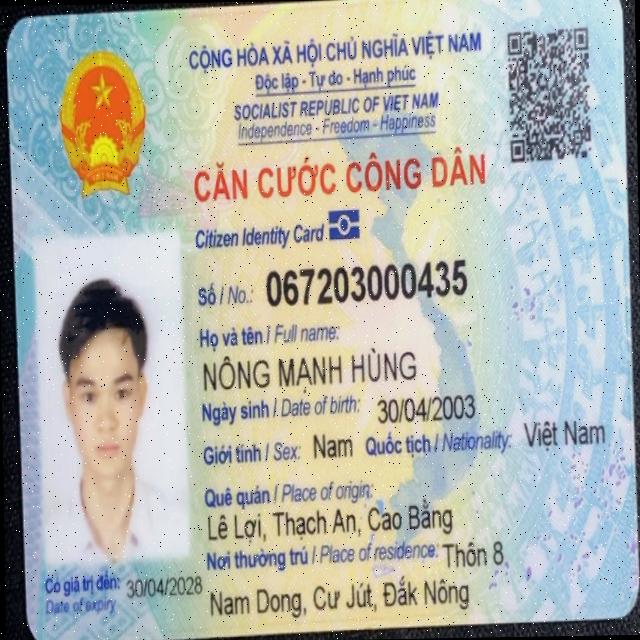 CỘNG HÒA XÃ HỘI CHỦ NGHĨA VIỆT NAM
Độc lập - Tự do - Hạnh phúc
SOCIALIST REPUBLIC OF VIET NAM
Independence - Freedom - Happiness
CĂN CƯỚC CÔNG DÂN
Citizen Identity Card
Số / No.: 067203000435
Họ và tên / Full name:
NÔNG MẠNH HÙNG
Ngày sinh / Date of birth: 30/04/2003
Giới tính / Sex: Nam Quốc tịch / Nationality: Việt Nam
Quê quán / Place of origin:
Lê Lợi, Thạch An, Cao Bằng
Nơi thường trú / Place of residence: Thôn 8
Nam Dong, Cư Jút, Đắk Nông
Có giá trị đến: 30/04/2028
Date of expiry